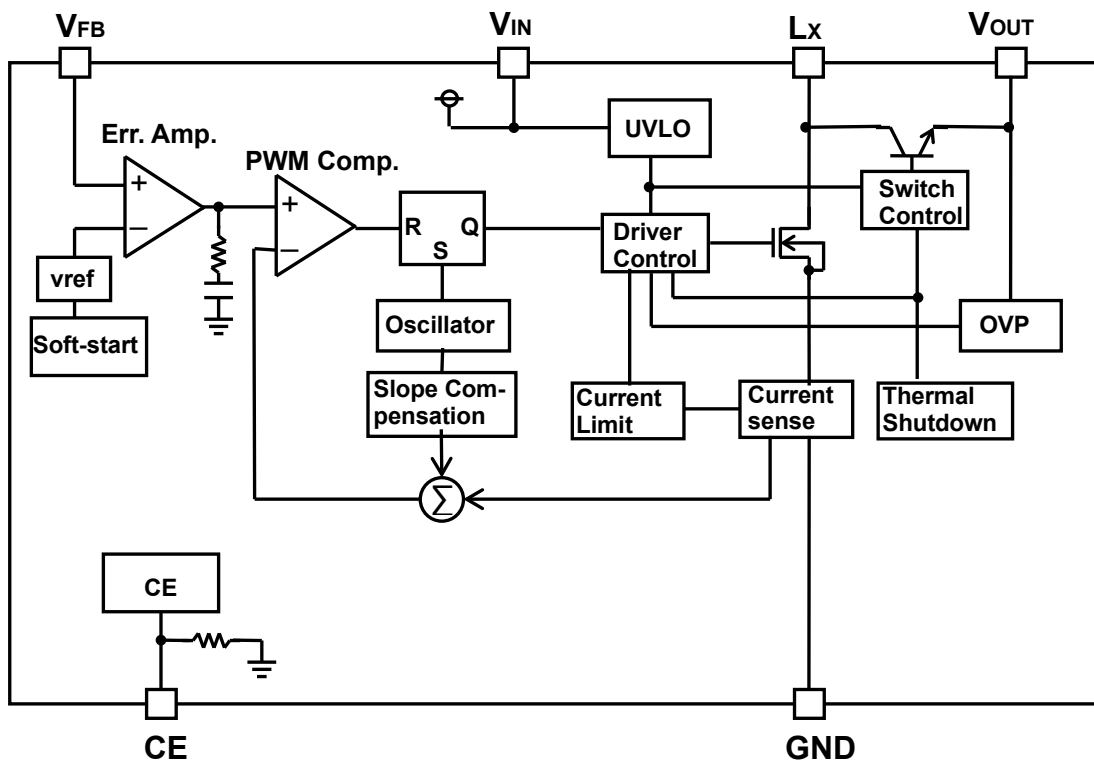 VFB
VIN
LX
VOUT
Err. Amp.
PWM Comp.
UVLO
Switch
Control
+
−
+
−
R
Q
S
Driver
Control
vref
Soft-start
Oscillator
OVP
Slope Com-
pensation
Current
Limit
Current
sense
Thermal
Shutdown
Σ
CE
CE
GND